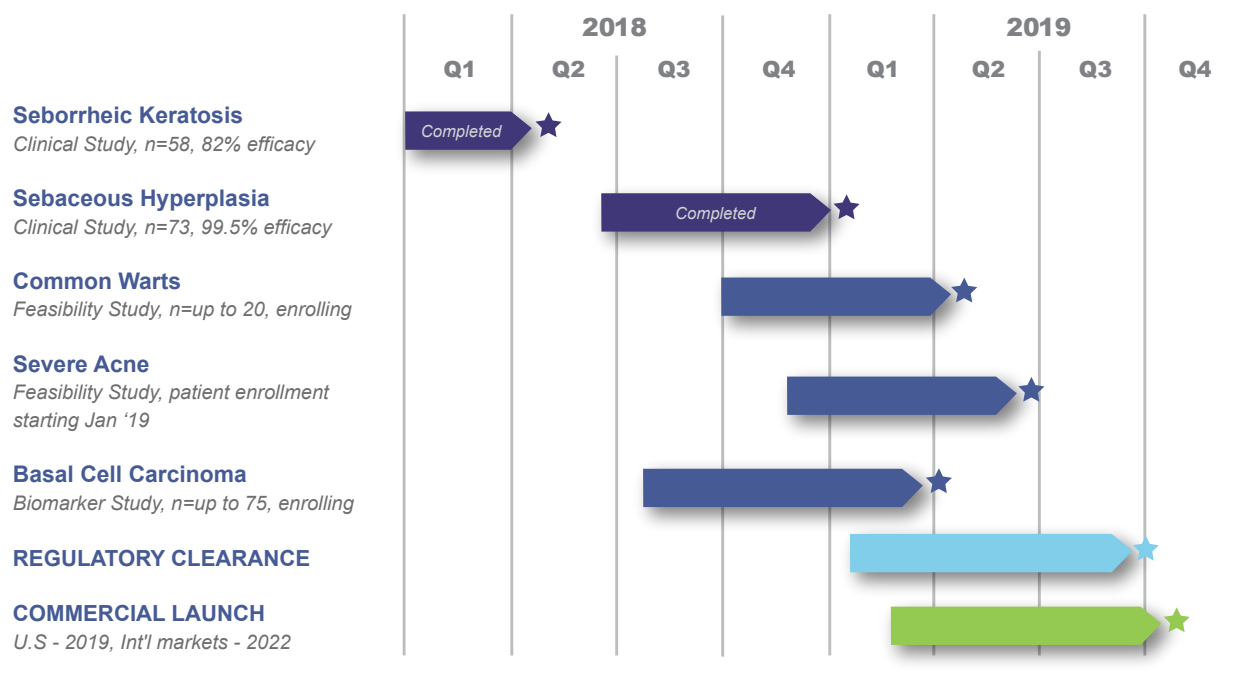 2018
2019
Q1
Q2
Q3
Q4
Q1
Q2
Q3
Q4
Seborrheic Keratosis
Clinical Study, n=58, 82% efficacy
Completed
Sebaceous Hyperplasia
Clinical Study, n=73, 99.5% efficacy
Completed
Common Warts
Feasibility Study, n=up to 20, enrolling
Severe Acne
Feasibility Study, patient enrollment
starting Jan ‘19
Basal Cell Carcinoma
Biomarker Study, n=up to 75, enrolling
REGULATORY CLEARANCE
COMMERCIAL LAUNCH
U.S - 2019, Int'l markets - 2022